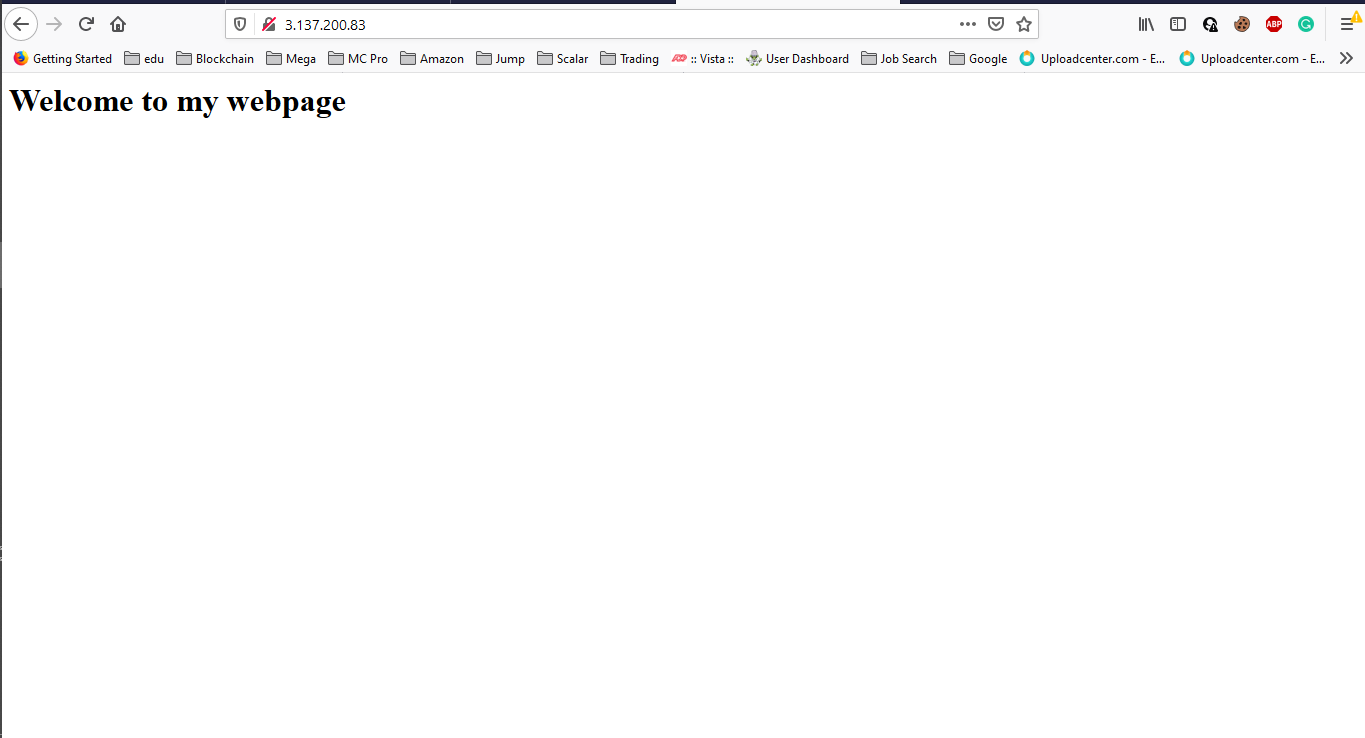 3.137.200.83
Getting Started edu Blockchain Mega MC Pro Amazon Jump Scalar Trading :: Vista :: User Dashboard Job Search Google Uploadcenter.com - E... Uploadcenter.com - E...
Welcome to my webpage